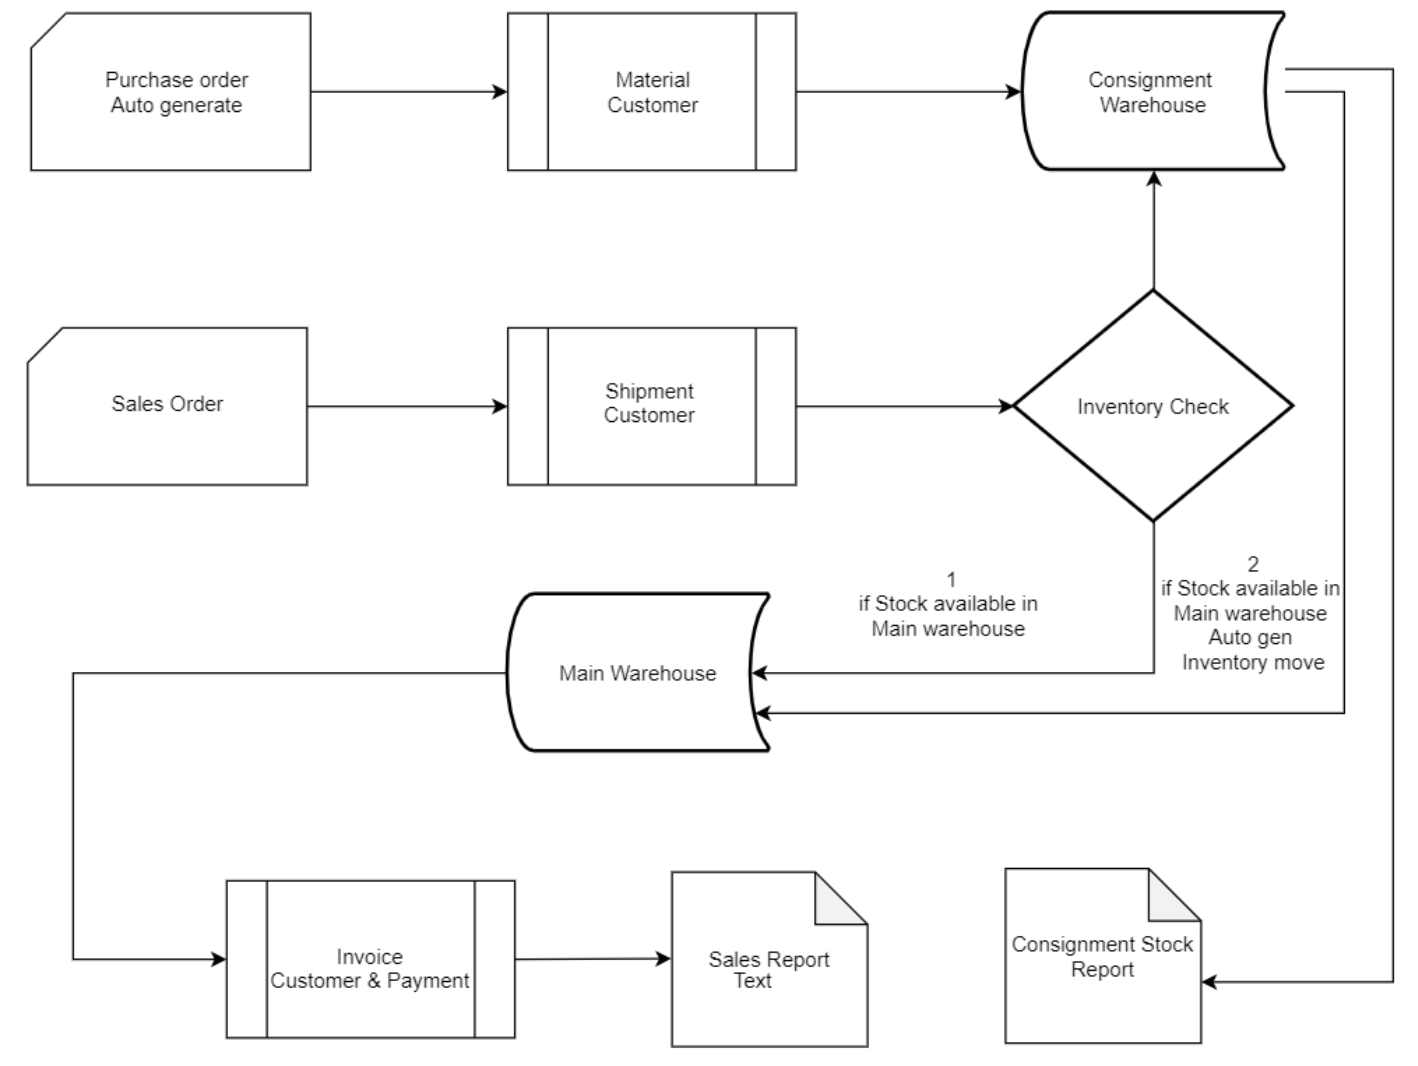 Purchase order
Auto generate
Material
Customer
Consignment
Warehouse
Sales Order
Shipment
Customer
Inventory Check
1
if Stock available in
Main warehouse
2
if Stock available in
Main warehouse
Auto gen
Inventory move
Main Warehouse
Invoice
Customer & Payment
Sales Report
Text
Consignment Stock
Report